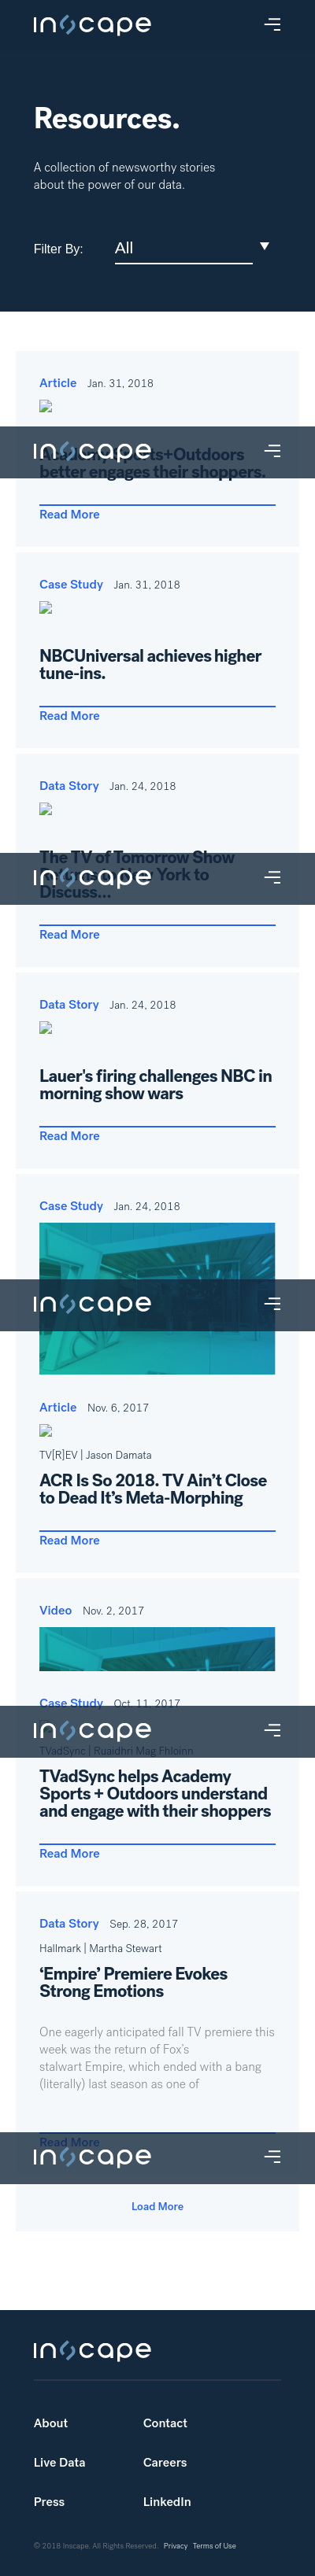 inscape
Resources.
A collection of newsworthy stories
about the power of our data.
Filter By:
All
Article Jan. 31, 2018
inscape
Academy Sports+Outdoors
better engages their shoppers.
Read More
Case Study Jan. 31, 2018
NBCUniversal achieves higher
tune-ins.
Read More
Data Story Jan. 24, 2018
The TV of Tomorrow Show
inscape
York to
Discuss...
Read More
Data Story Jan. 24, 2018
Lauer's firing challenges NBC in
morning show wars
Read More
Case Study Jan. 24, 2018
inscape
Article Nov. 6, 2017
TV[R]EV | Jason Damata
ACR Is So 2018. TV Ain’t Close
to Dead It’s Meta-Morphing
Read More
Video Nov. 2, 2017
Case Study Oct. 11, 2017
inscape
TVadSync | Ruaidhri Mag Fhloinn
TVadSync helps Academy
Sports + Outdoors understand
and engage with their shoppers
Read More
Data Story Sep. 28, 2017
Hallmark | Martha Stewart
‘Empire’ Premiere Evokes
Strong Emotions
One eagerly anticipated fall TV premiere this
week was the return of Fox’s
stalwart Empire, which ended with a bang
(literally) last season as one of
Read More
inscape
Load More
inscape
About
Contact
Live Data
Careers
Press
LinkedIn
© 2018 Inscape. All Rights Reserved. Privacy Terms of Use